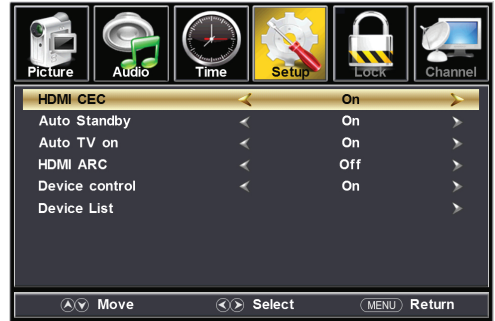 Picture Audio Time Setup Lock Channel
HDMI CEC On
Auto Standby On
Auto TV on On
HDMI ARC Off
Device control On
Device List
Move Select MENU Return